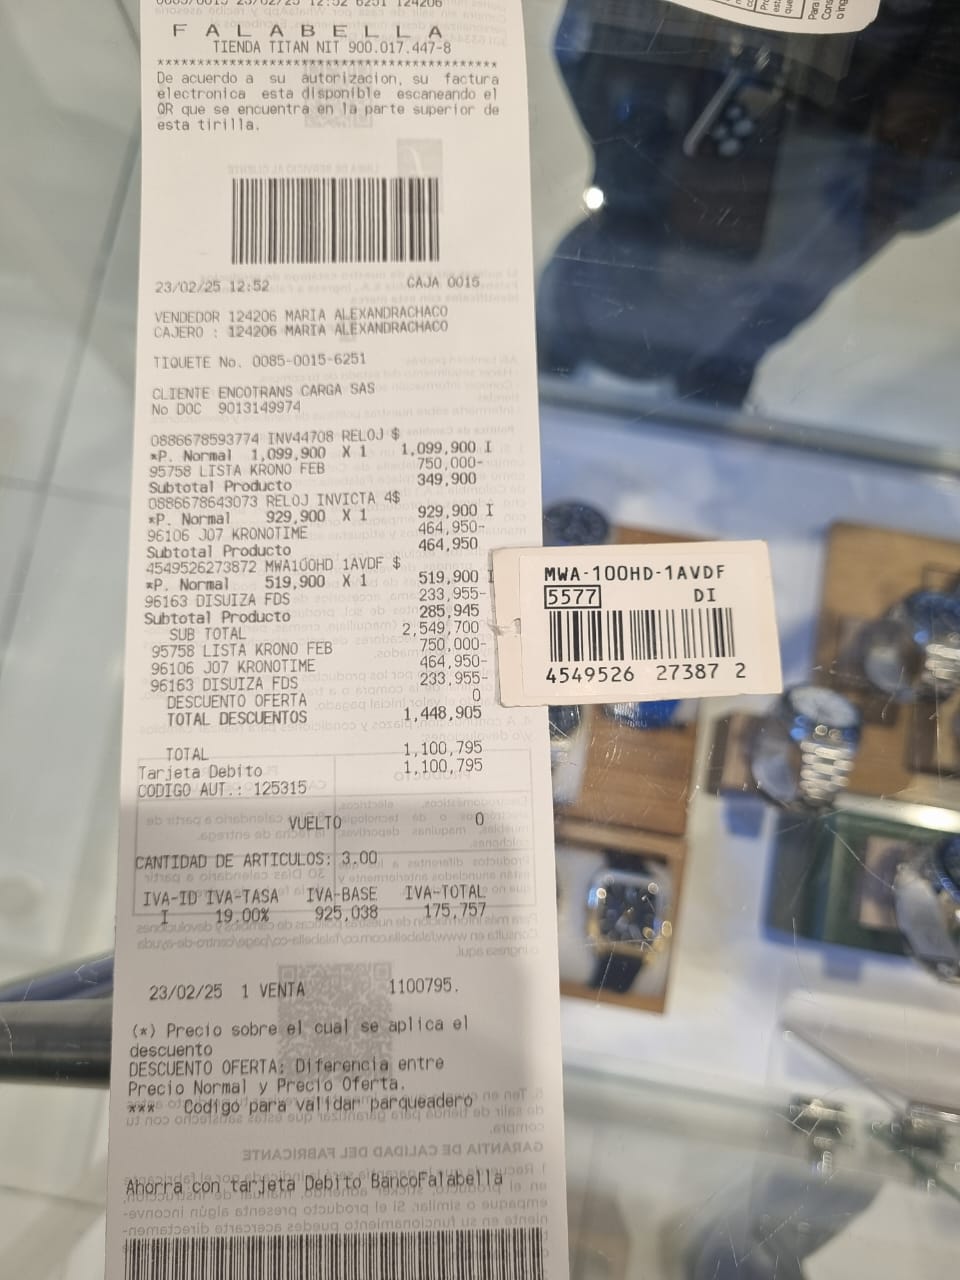 F A L A B E L L A
TIENDA TITAN NIT 900.017.447-8
**************************************************
De acuerdo a su autorizacion, su factura
electronica esta disponible escaneando el
QR que se encuentra en la parte superior de
esta tirilla.
23/02/25 12:52 CAJA 0015
VENDEDOR 124206 MARIA ALEXANDRACHACO
CAJERO : 124206 MARIA ALEXANDRACHACO
TIQUETE No. 0085-0015-6251
CLIENTE ENCOTRANS CARGA SAS
No DOC 9013149974
0886678593774 INV44708 RELOJ $
*P. Normal 1,099,900 X 1 1,099,900 I
95758 LISTA KRONO FEB 750,000-
Subtotal Producto 349,900
0886678643073 RELOJ INVICTA 4$
*P. Normal 929,900 X 1 929,900 I
96106 J07 KRONOTIME 464,950-
Subtotal Producto 464,950
4549526273872 MWA100HD 1AVDF $
*P. Normal 519,900 X 1 519,900 I
96163 DISUIZA FDS 233,955-
Subtotal Producto 285,945
SUB TOTAL 2,549,700
95758 LISTA KRONO FEB 750,000-
96106 J07 KRONOTIME 464,950-
96163 DISUIZA FDS 233,955-
DESCUENTO OFERTA 0
TOTAL DESCUENTOS 1,448,905
TOTAL 1,100,795
Tarjeta Debito 1,100,795
CODIGO AUT.: 125315
VUELTO 0
CANTIDAD DE ARTICULOS: 3.00
IVA-ID IVA-TASA IVA-BASE IVA-TOTAL
I 19.00% 925,038 175,757
23/02/25 1 VENTA 1100795.
(*) Precio sobre el cual se aplica el
descuento
DESCUENTO OFERTA: Diferencia entre
Precio Normal y Precio Oferta.
*** Codigo para validar parqueadero
Ahorra con tarjeta Debito BancoFalabella
MWA-100HD-1AVDF
5577 DI
4549526 27387 2